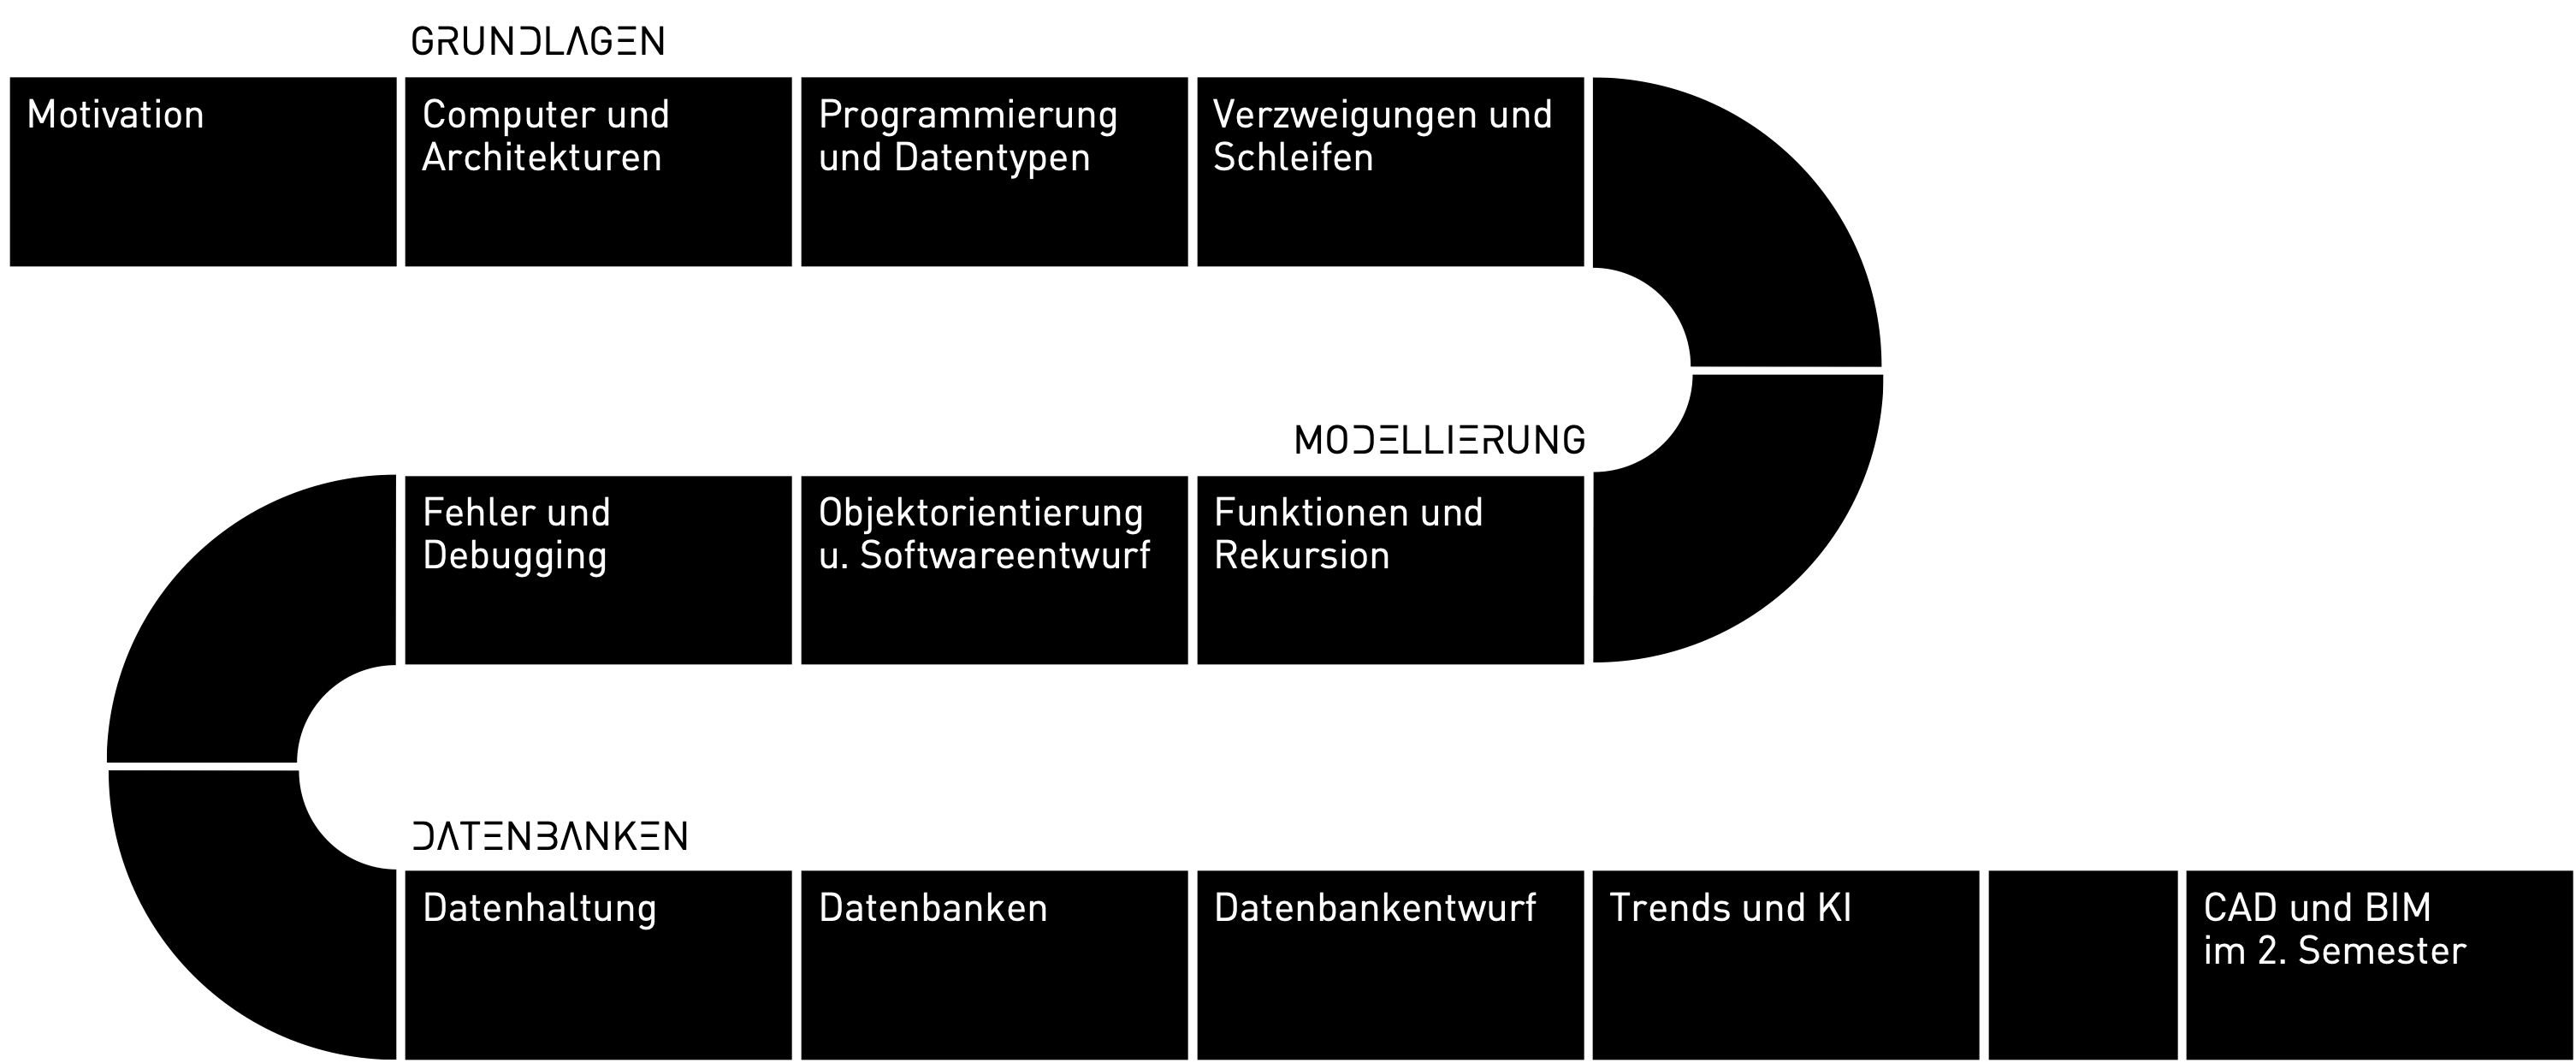 GRUNDLAGEN
Motivation
Computer und
Architekturen
Programmierung
und Datentypen
Verzweigungen und
Schleifen
MODELLIERUNG
Fehler und
Debugging
Objektorientierung
u. Softwareentwurf
Funktionen und
Rekursion
DATENBANKEN
Datenhaltung
Datenbanken
Datenbankentwurf
Trends und KI
CAD und BIM
im 2. Semester